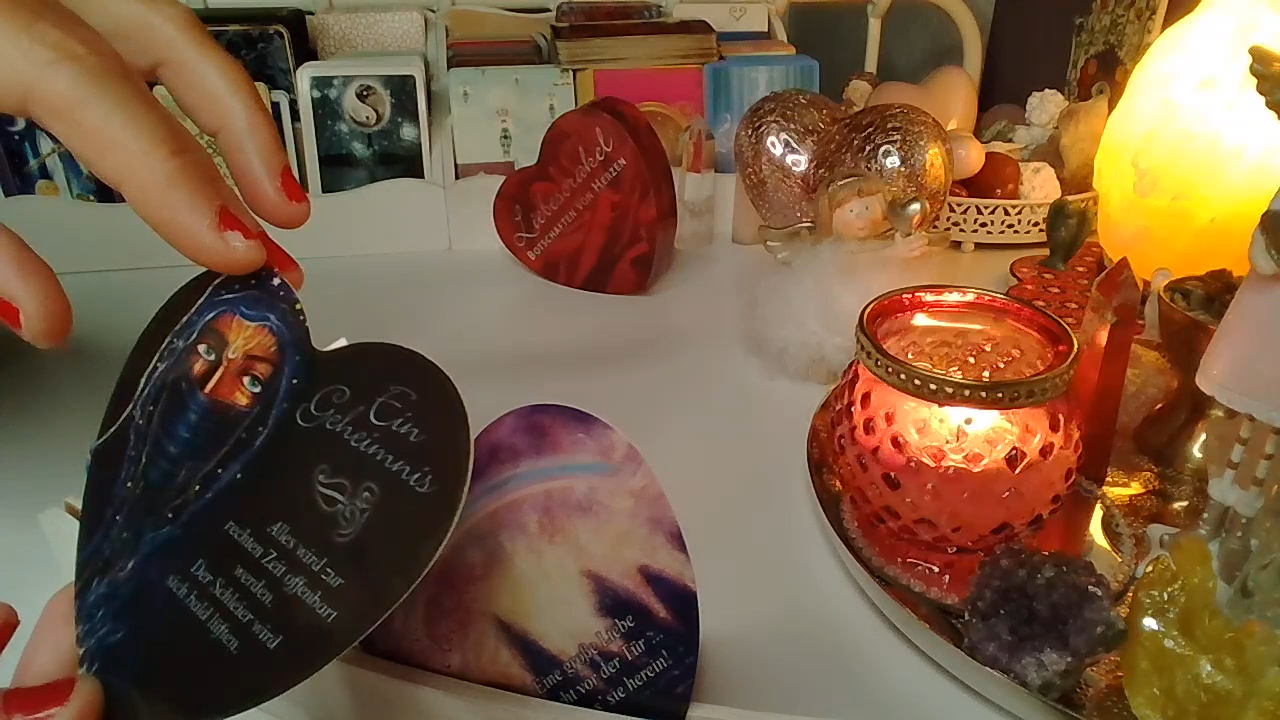 Liebesorakel
Botschaften von Herzen
Ein
Geheimnis
Alles wird zur
rechten Zeit offenbart
werden.
Der Schleier wird
sich bald lüften.
Eine große Liebe
vor der Tür
sie herein!